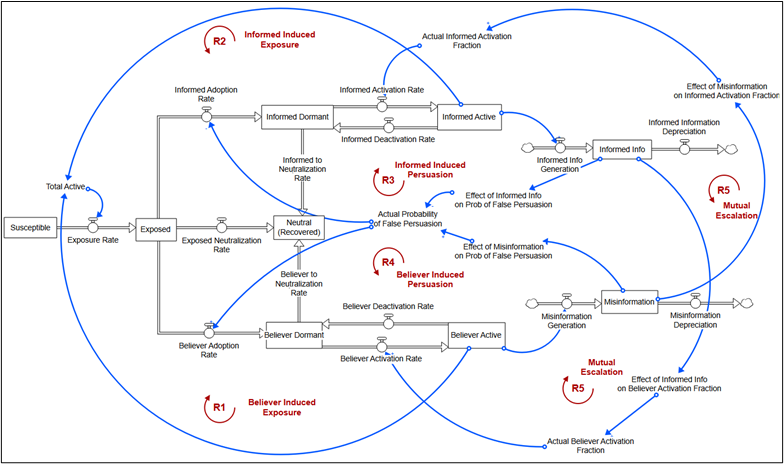 R2
Informed Induced
Exposure
Actual Informed Activation
Fraction
Effect of Misinformation
on Informed Activation Fraction
Informed Adoption
Rate
Informed Activation Rate
Informed Dormant
Informed Active
Informed Deactivation Rate
Informed Info
Generation
Informed Info
Informed Information
Depreciation
Informed to
Neutralization
Rate
R3
Informed Induced
Persuasion
Effect of Informed Info
on Prob of False Persuasion
R5
Mutual
Escalation
Total Active
Susceptible
Exposure Rate
Exposed
Exposed Neutralization
Rate
Neutral
(Recovered)
Actual Probability
of False Persuasion
Effect of Misinformation
on Prob of False Persuasion
R4
Believer Induced
Persuasion
Believer to
Neutralization
Rate
Believer Deactivation Rate
Misinformation
Generation
Misinformation
Misinformation
Depreciation
Believer Adoption
Rate
Believer Dormant
Believer Active
Believer Activation Rate
Mutual
Escalation
R5
Effect of Informed Info
on Believer Activation Fraction
R1
Believer Induced
Exposure
Actual Believer Activation
Fraction